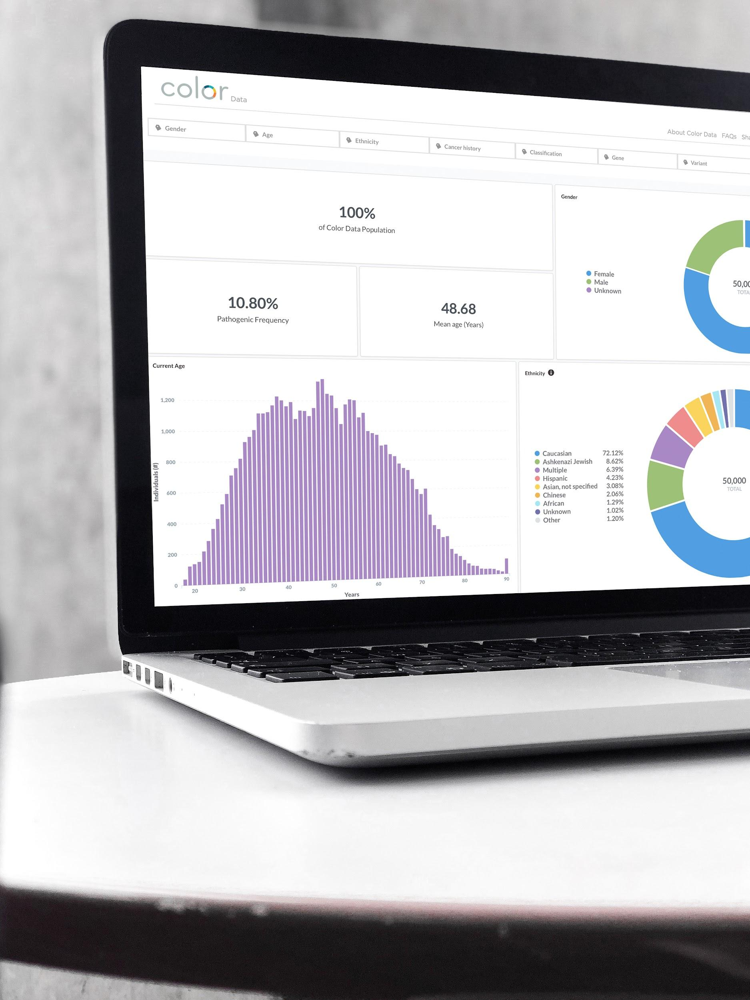 color Data
About Color Data FAQs
Gender
Age
Ethnicity
Cancer history
Classification
Gene
Variant
100%
of Color Data Population
10.80%
Pathogenic Frequency
48.68
Mean age (Years)
Gender
Female
Male
Unknown
Current Age
Individuals (#)
1,200
1,000
800
600
400
200
0
20 30 40 50 60 70 80 90
Years
Ethnicity
Caucasian 72.12%
Ashkenazi Jewish 8.62%
Multiple 6.39%
Hispanic 4.23%
Asian, not specified 3.08%
Chinese 2.06%
African 1.29%
Unknown 1.02%
Other 1.20%
50,000
TOTAL